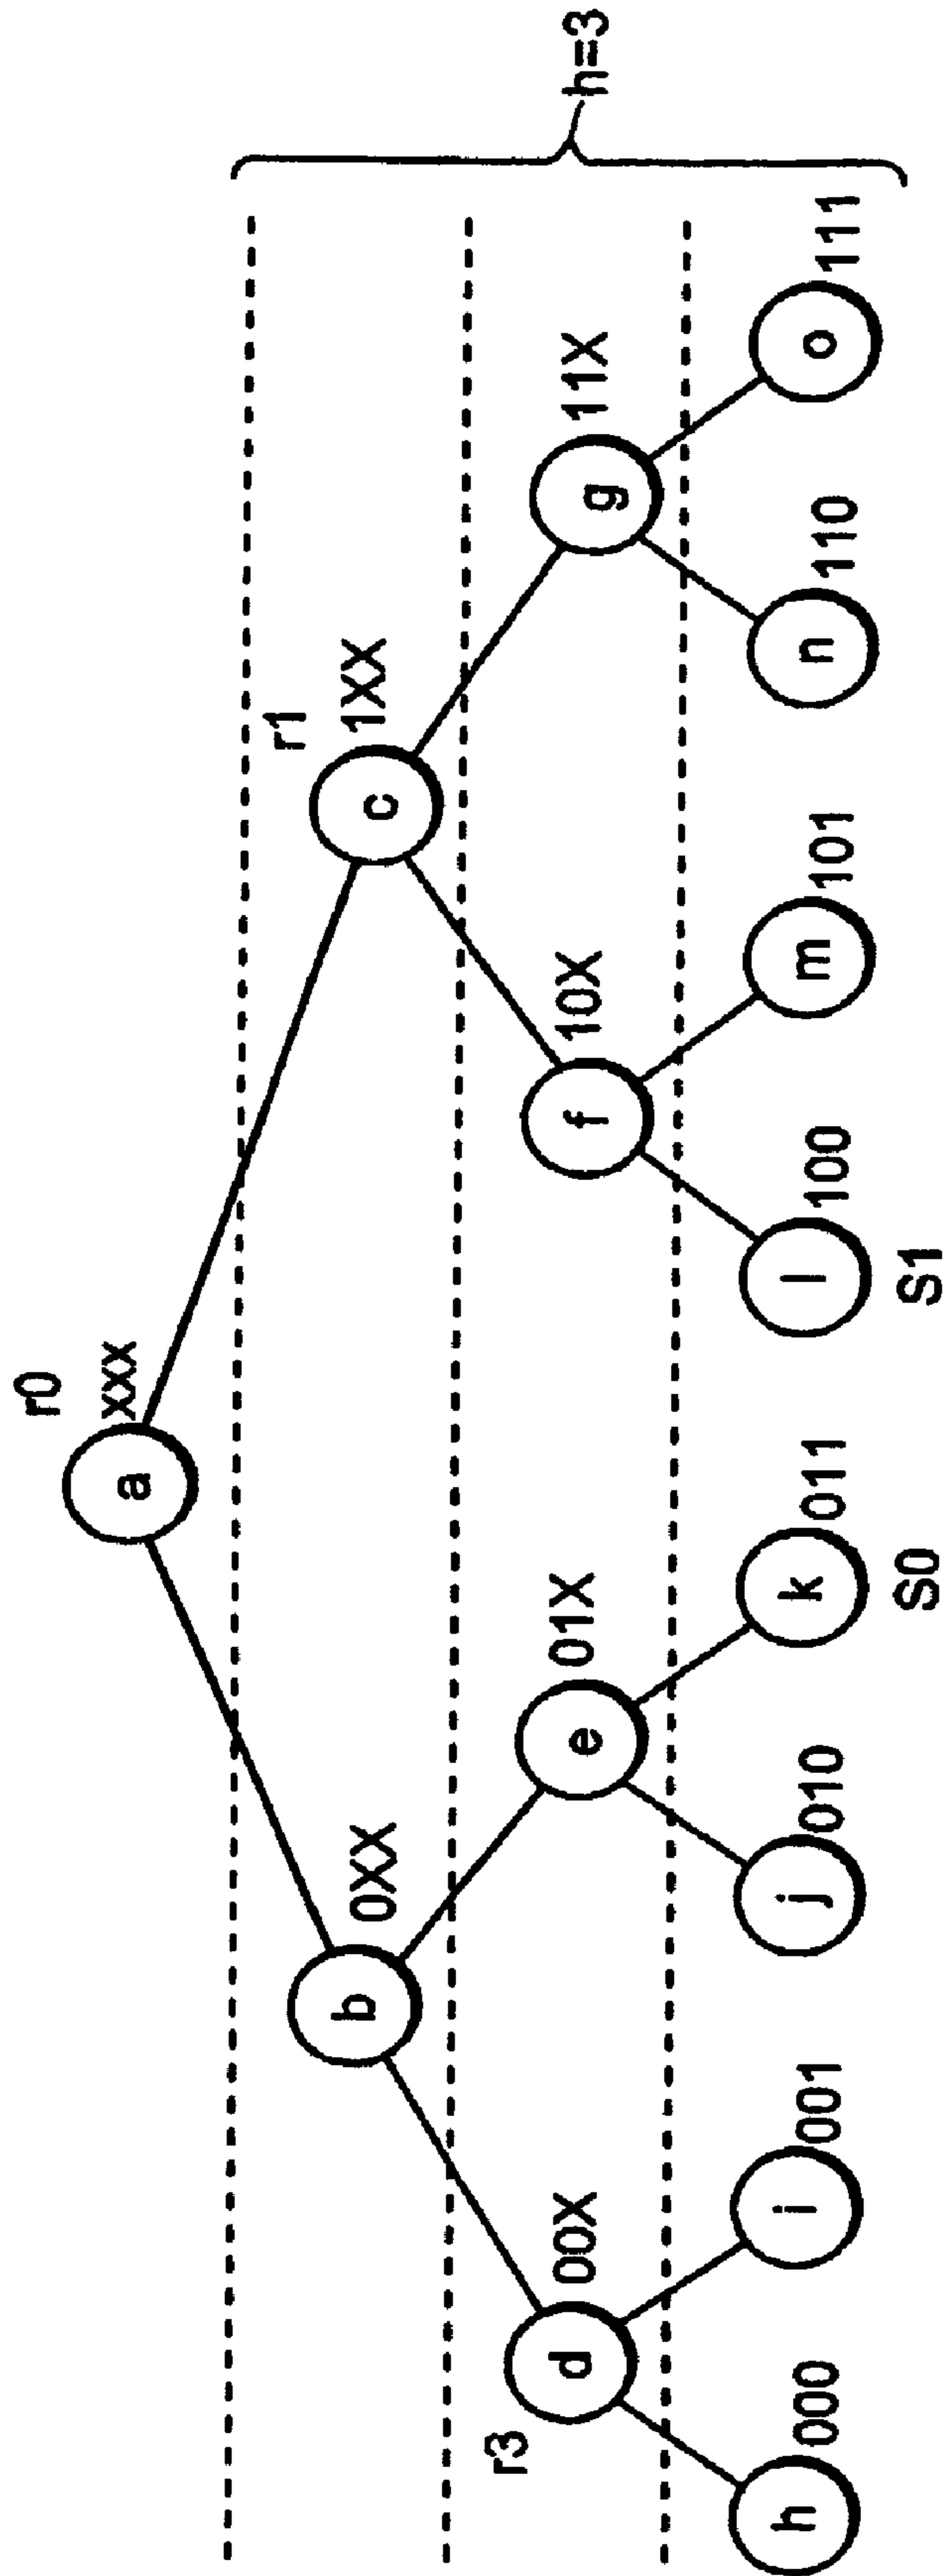 r0
a xxx
r1
b 0XX c 1XX
h=3
r3
d 00X e 01X f 10X g 11X
h 000 i 001 j 010 k 011 l 100 m 101 n 110 o 111
S0 S1